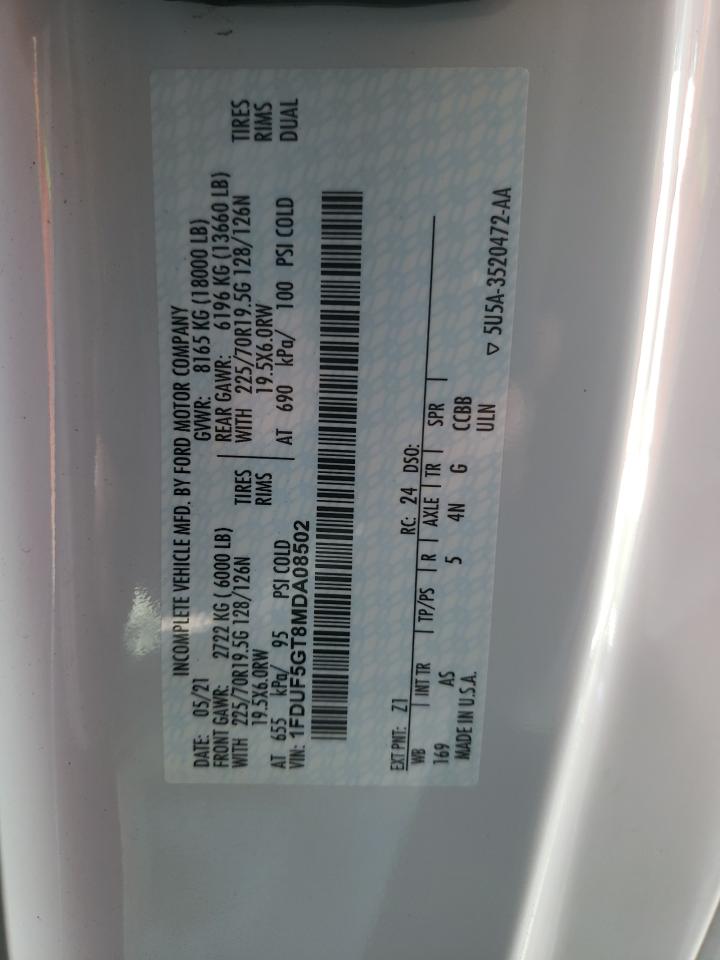 INCOMPLETE VEHICLE MFD. BY FORD MOTOR COMPANY
DATE: 05/21 GVWR: 8165 KG (18000 LB)
FRONT GAWR: 2722 KG ( 6000 LB) REAR GAWR: 6196 KG (13660 LB)
WITH 225/70R19.5G 128/126N TIRES WITH 225/70R19.5G 128/126N TIRES
19.5X6.0RW RIMS 19.5X6.0RW RIMS
AT 655 kPa/ 95 PSI COLD AT 690 kPa/ 100 PSI COLD DUAL
VIN: 1FDUF5GT8MDA08502
EXT PNT: Z1 RC: 24 DSO:
WB INT TR TP/PS R AXLE TR SPR
169 AS 5 4N G CCBB
MADE IN U.S.A. ULN
▽ 5U5A-3520472-AA